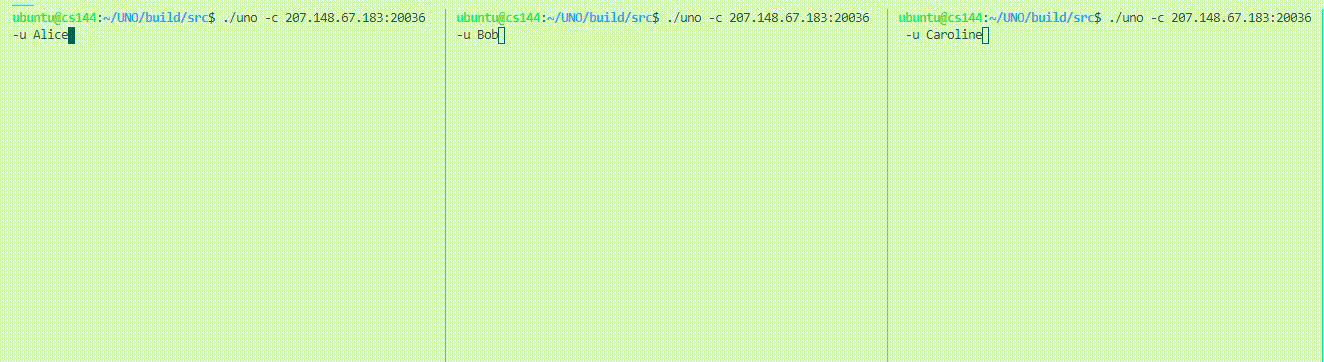 ubuntu@cs144:~/UNO/build/src$ ./uno -c 207.148.67.183:20036
-u Alice
ubuntu@cs144:~/UNO/build/src$ ./uno -c 207.148.67.183:20036
-u Bob
ubuntu@cs144:~/UNO/build/src$ ./uno -c 207.148.67.183:20036
-u Caroline